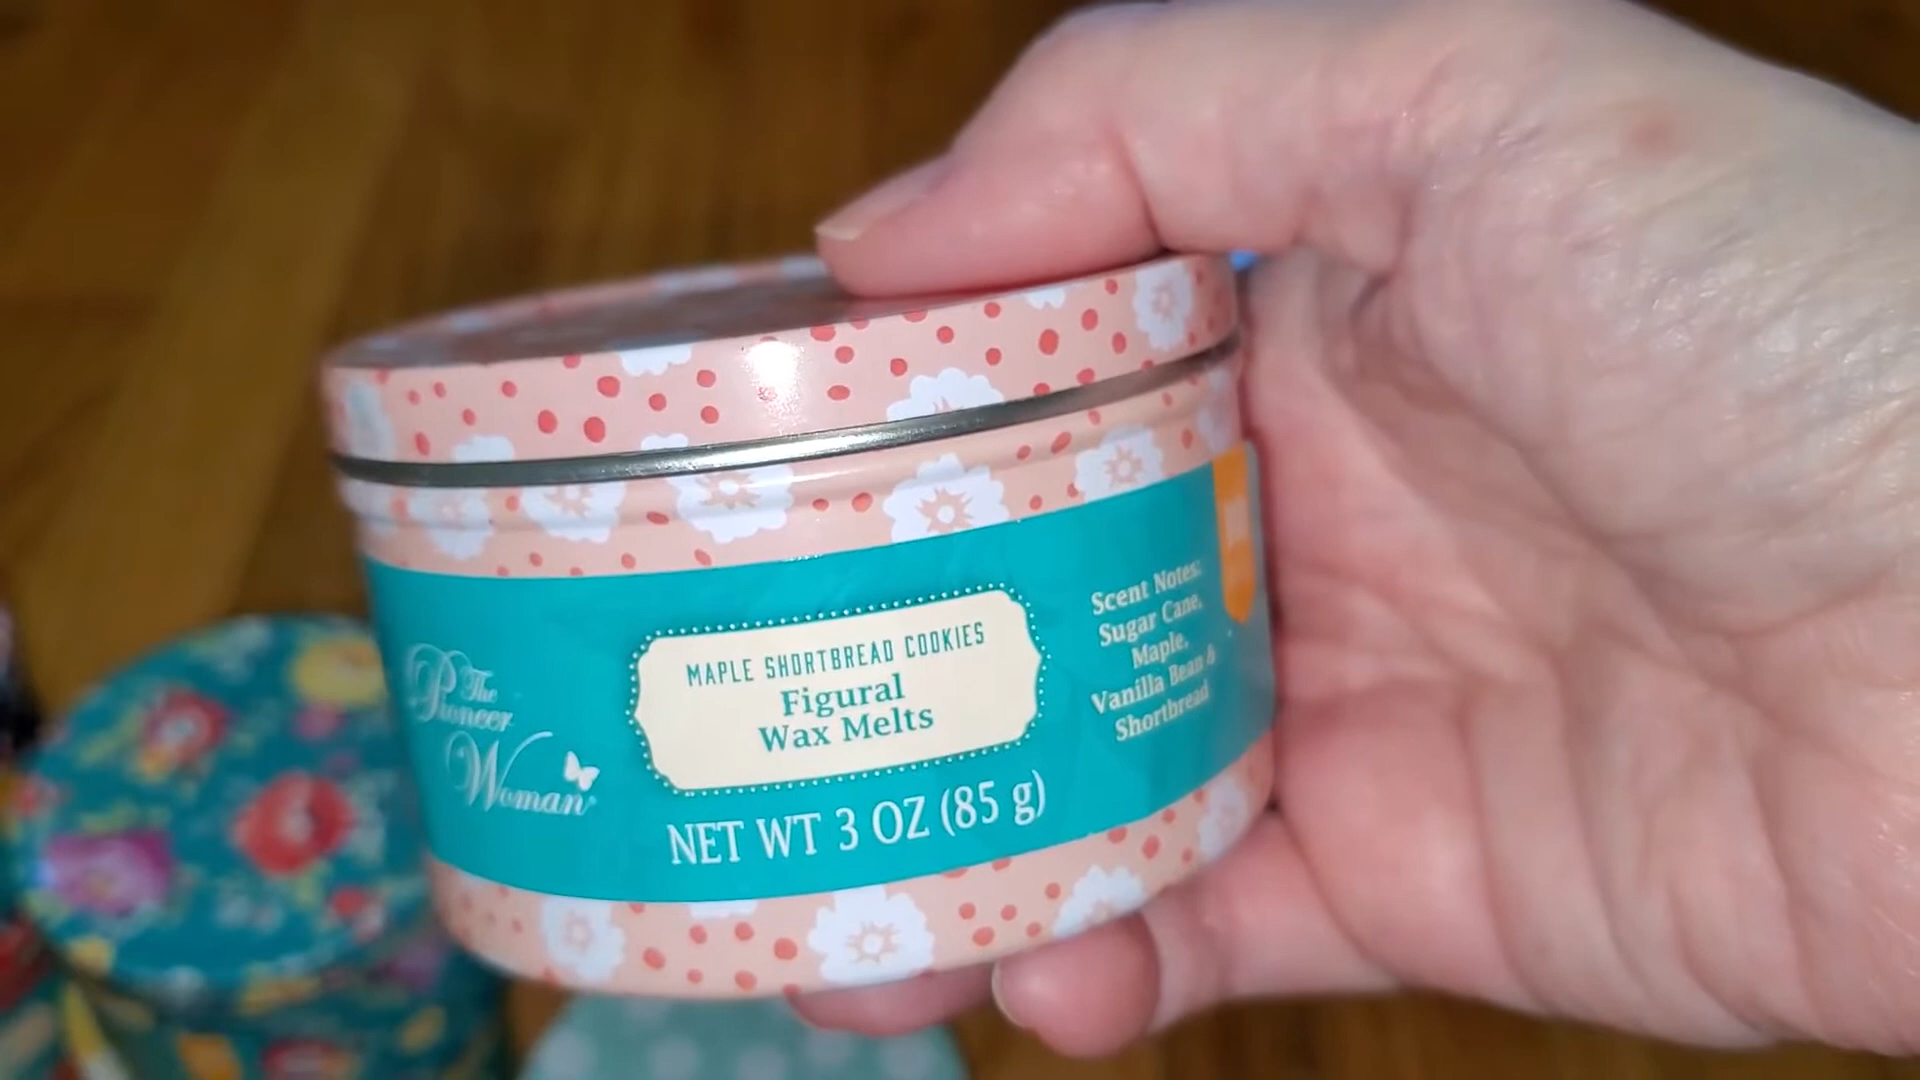 The
Pioneer
Woman
MAPLE SHORTBREAD COOKIES
Figural
Wax Melts
NET WT 3 OZ (85 g)
Scent Notes:
Sugar Cane,
Maple,
Vanilla Bean &
Shortbread